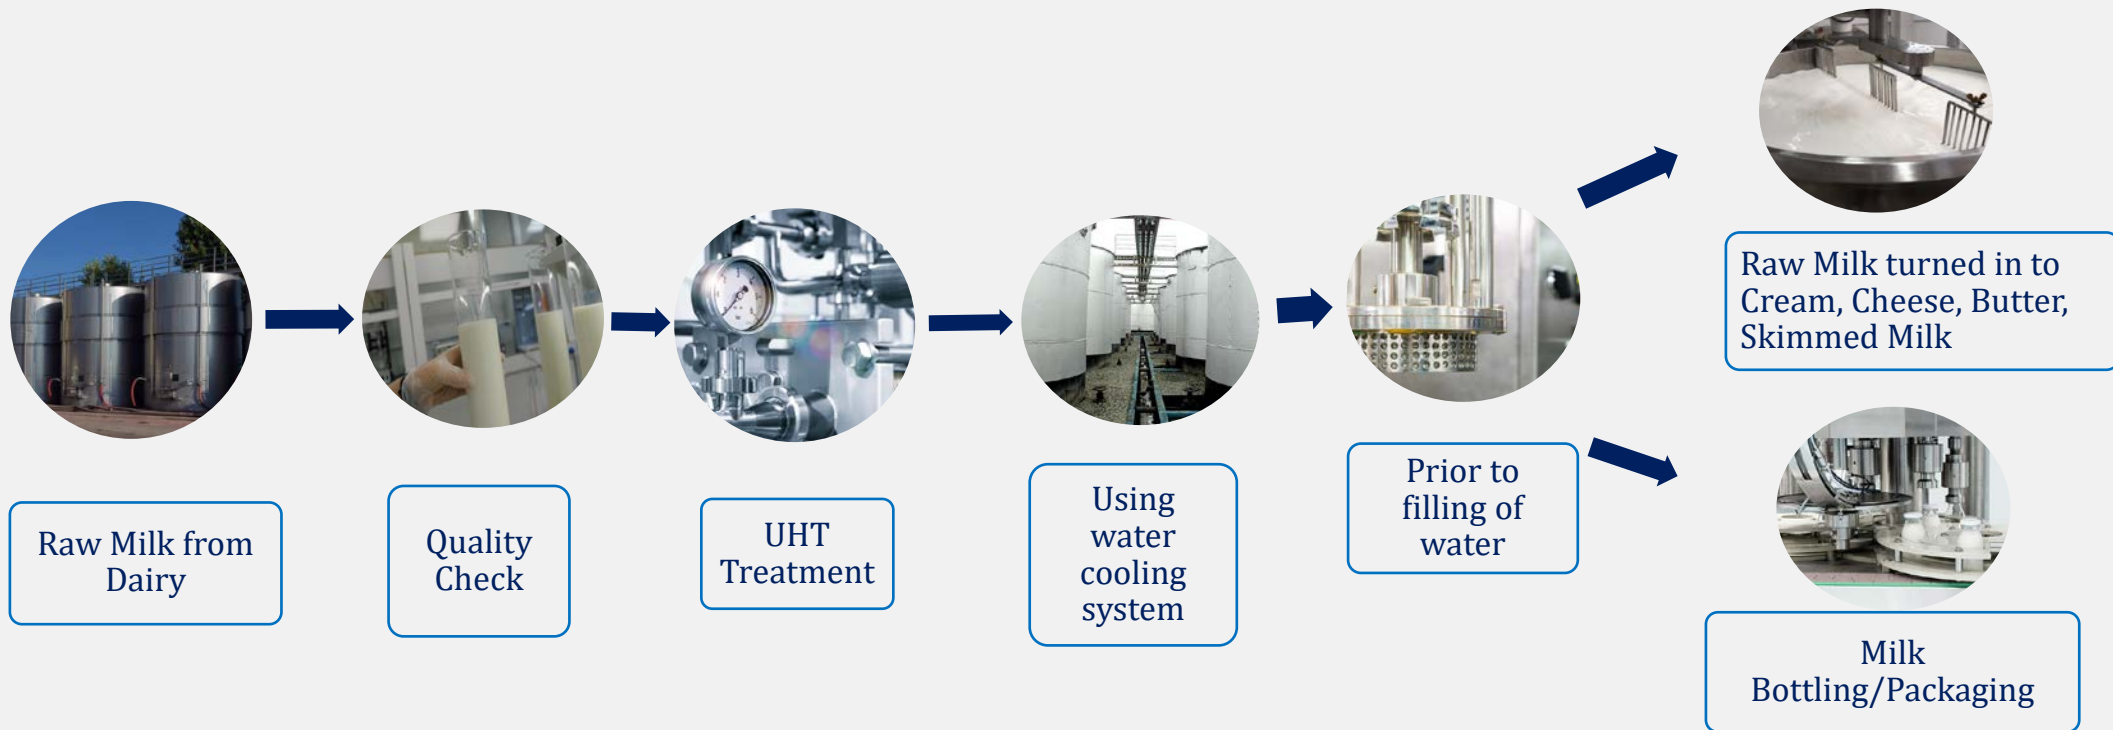 Raw Milk from
Dairy
Quality
Check
UHT
Treatment
Using
water
cooling
system
Prior to
filling of
water
Raw Milk turned in to
Cream, Cheese, Butter,
Skimmed Milk
Milk
Bottling/Packaging